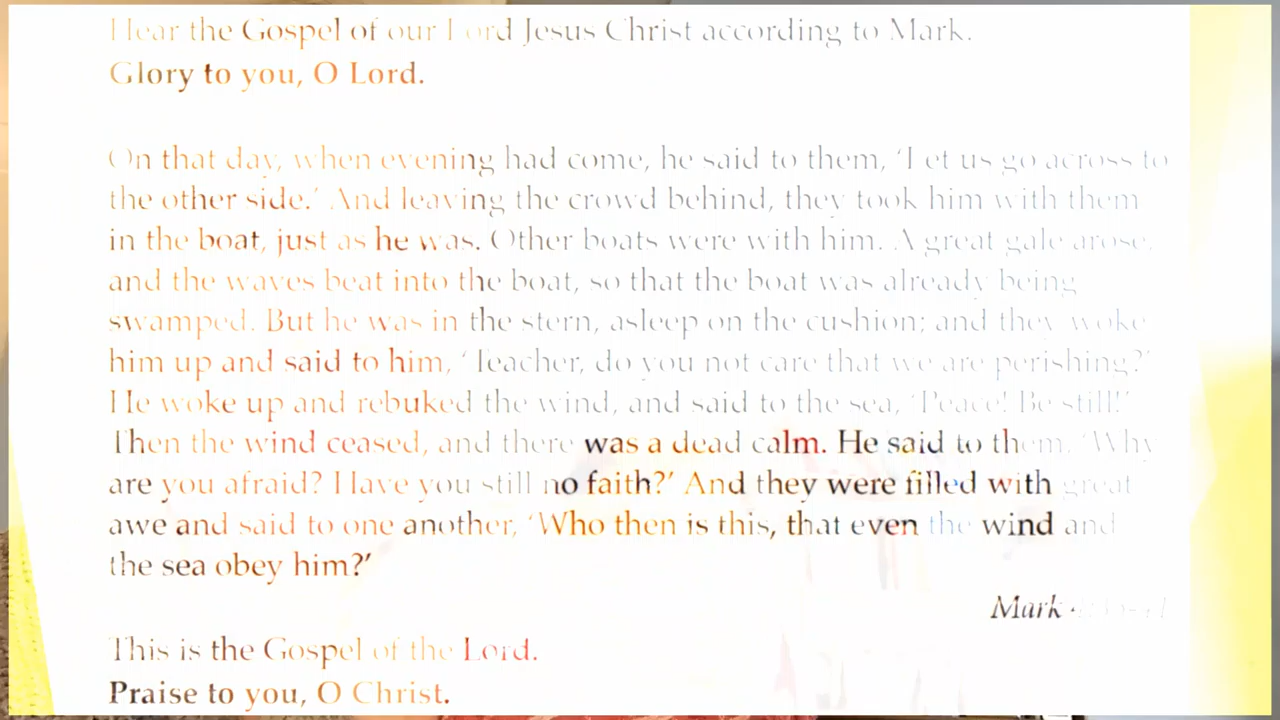 Hear the Gospel of our Lord Jesus Christ according to Mark.
Glory to you, O Lord.
On that day, when evening had come, he said to them, ‘Let us go across to
the other side.’ And leaving the crowd behind, they took him with them
in the boat, just as he was. Other boats were with him. A great gale arose,
and the waves beat into the boat, so that the boat was already being
swamped. But he was in the stern, asleep on the cushion; and they woke
him up and said to him, ‘Teacher, do you not care that we are perishing?’
He woke up and rebuked the wind, and said to the sea, ‘Peace! Be still!’
Then the wind ceased, and there was a dead calm. He said to them, ‘Why
are you afraid? Have you still no faith?’ And they were filled with great
awe and said to one another, ‘Who then is this, that even the wind and
the sea obey him?’
Mark
This is the Gospel of the Lord.
Praise to you, O Christ.